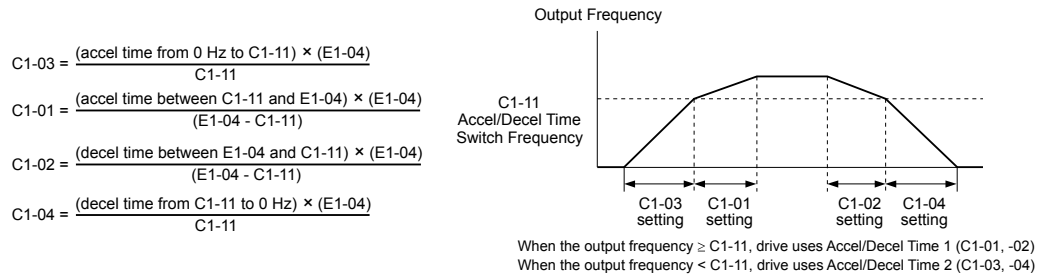 C1-03 = (accel time from 0 Hz to C1-11) × (E1-04)
C1-11
C1-01 = (accel time between C1-11 and E1-04) × (E1-04)
(E1-04 - C1-11)
C1-02 = (decel time between E1-04 and C1-11) × (E1-04)
(E1-04 - C1-11)
C1-04 = (decel time from C1-11 to 0 Hz) × (E1-04)
C1-11
Output Frequency
C1-11
Accel/Decel Time
Switch Frequency
C1-03 setting
C1-01 setting
C1-02 setting
C1-04 setting
When the output frequency ≥ C1-11, drive uses Accel/Decel Time 1 (C1-01, -02)
When the output frequency < C1-11, drive uses Accel/Decel Time 2 (C1-03, -04)